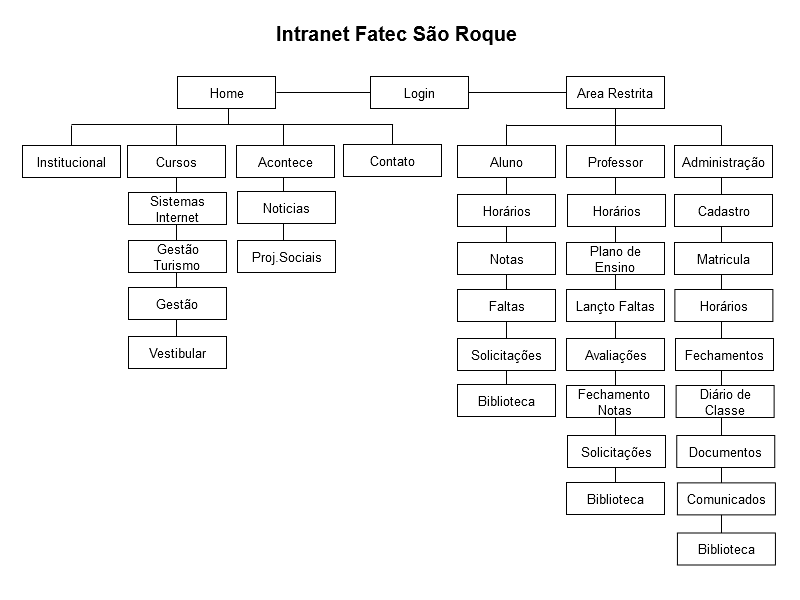 Intranet Fatec São Roque
Home
Login
Area Restrita
Institucional
Cursos
Acontece
Contato
Aluno
Professor
Administração
Sistemas
Internet
Gestão
Turismo
Gestão
Vestibular
Noticias
Proj.Sociais
Horários
Notas
Faltas
Solicitações
Biblioteca
Horários
Plano de
Ensino
Lançto Faltas
Avaliações
Fechamento
Notas
Solicitações
Biblioteca
Cadastro
Matricula
Horários
Fechamentos
Diário de
Classe
Documentos
Comunicados
Biblioteca